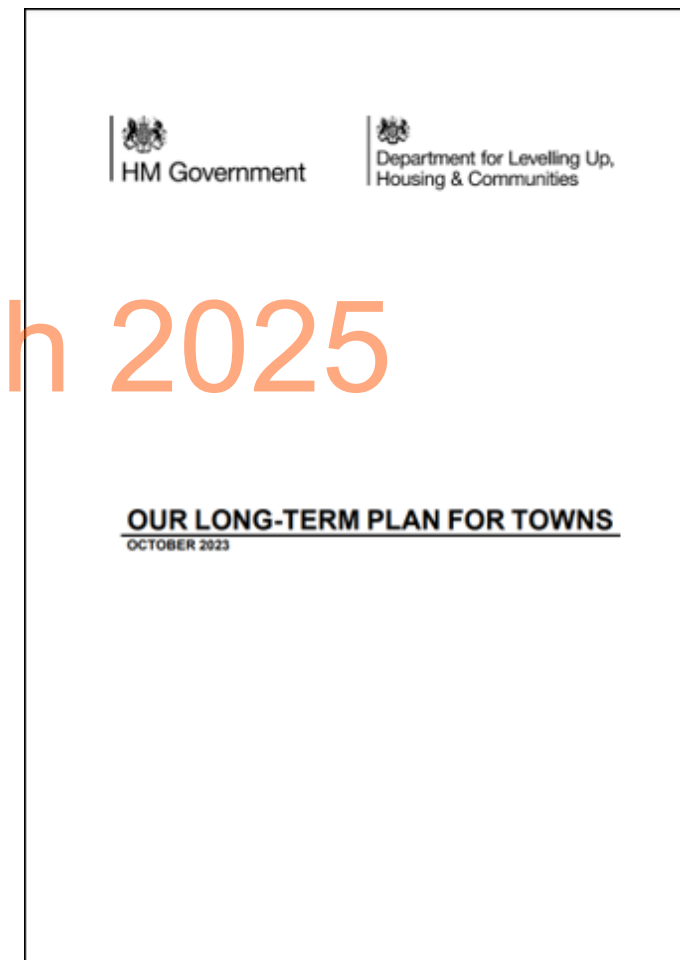 HM Government
Department for Levelling Up,
Housing & Communities
h 2025
OUR LONG-TERM PLAN FOR TOWNS
OCTOBER 2023